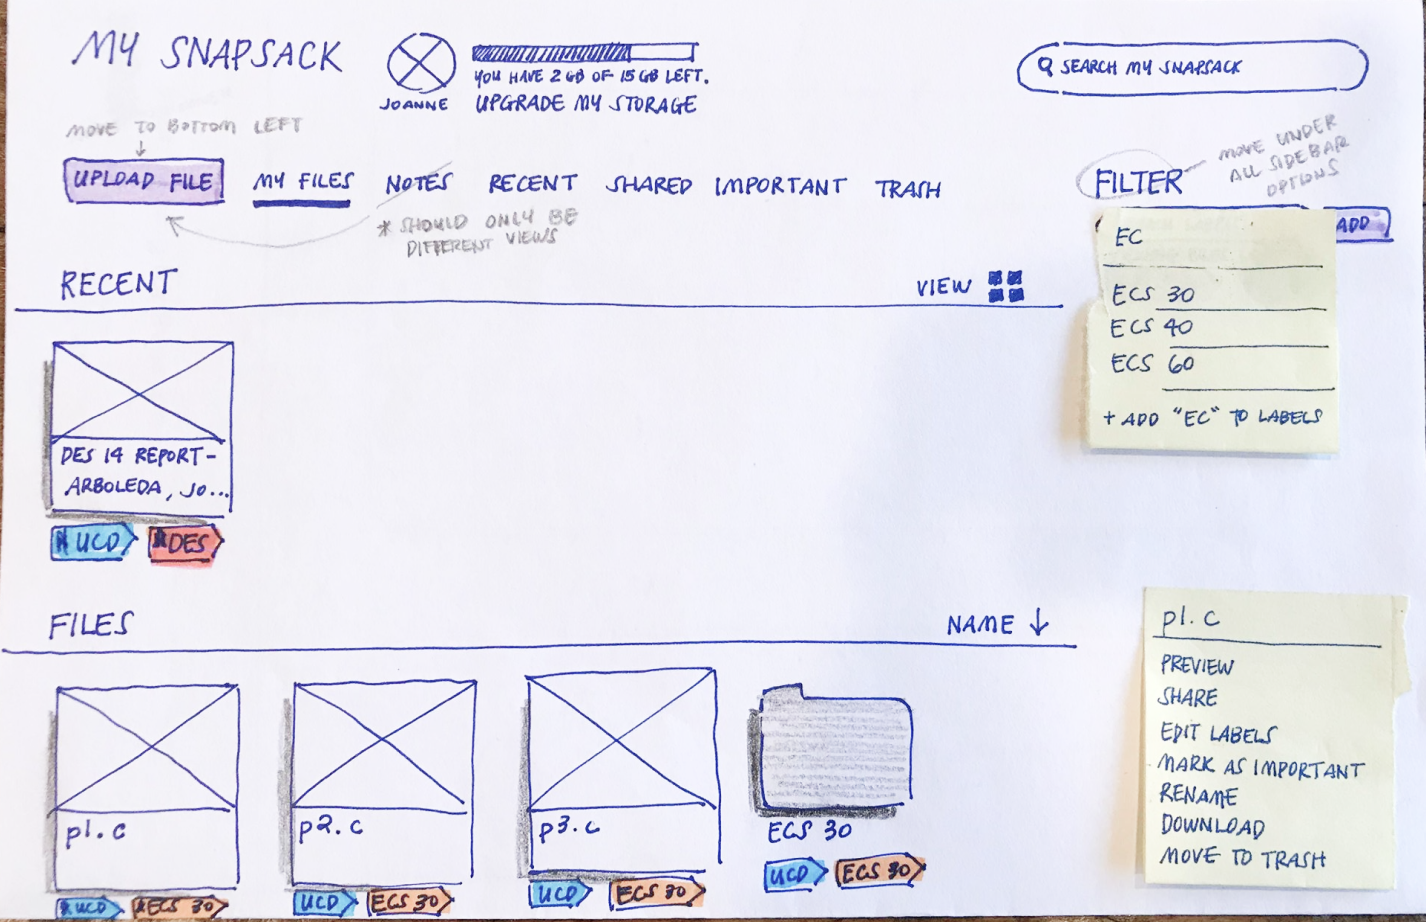 MY SNAPSACK
JOANNE
YOU HAVE 2 GB OF 15 GB LEFT.
UPGRADE MY STORAGE
SEARCH MY SNAPSACK
MOVE TO BOTTOM LEFT
UPLOAD FILE
MY FILES
NOTES
RECENT
SHARED
IMPORTANT
TRASH
* SHOULD ONLY BE
DIFFERENT VIEWS
FILTER
MOVE UNDER
ALL SIDEBAR
OPTIONS
ADD
EC
ECS 30
ECS 40
ECS 60
+ ADD "EC" TO LABELS
RECENT
VIEW
DES 14 REPORT-
ARBOLEDA, JO...
UCD
DES
FILES
NAME ↓
p1.c
UCD
ECS 30
p2.c
UCD
ECS 30
p3.c
UCD
ECS 30
ECS 30
UCD
ECS 30
p1.c
PREVIEW
SHARE
EDIT LABELS
MARK AS IMPORTANT
RENAME
DOWNLOAD
MOVE TO TRASH